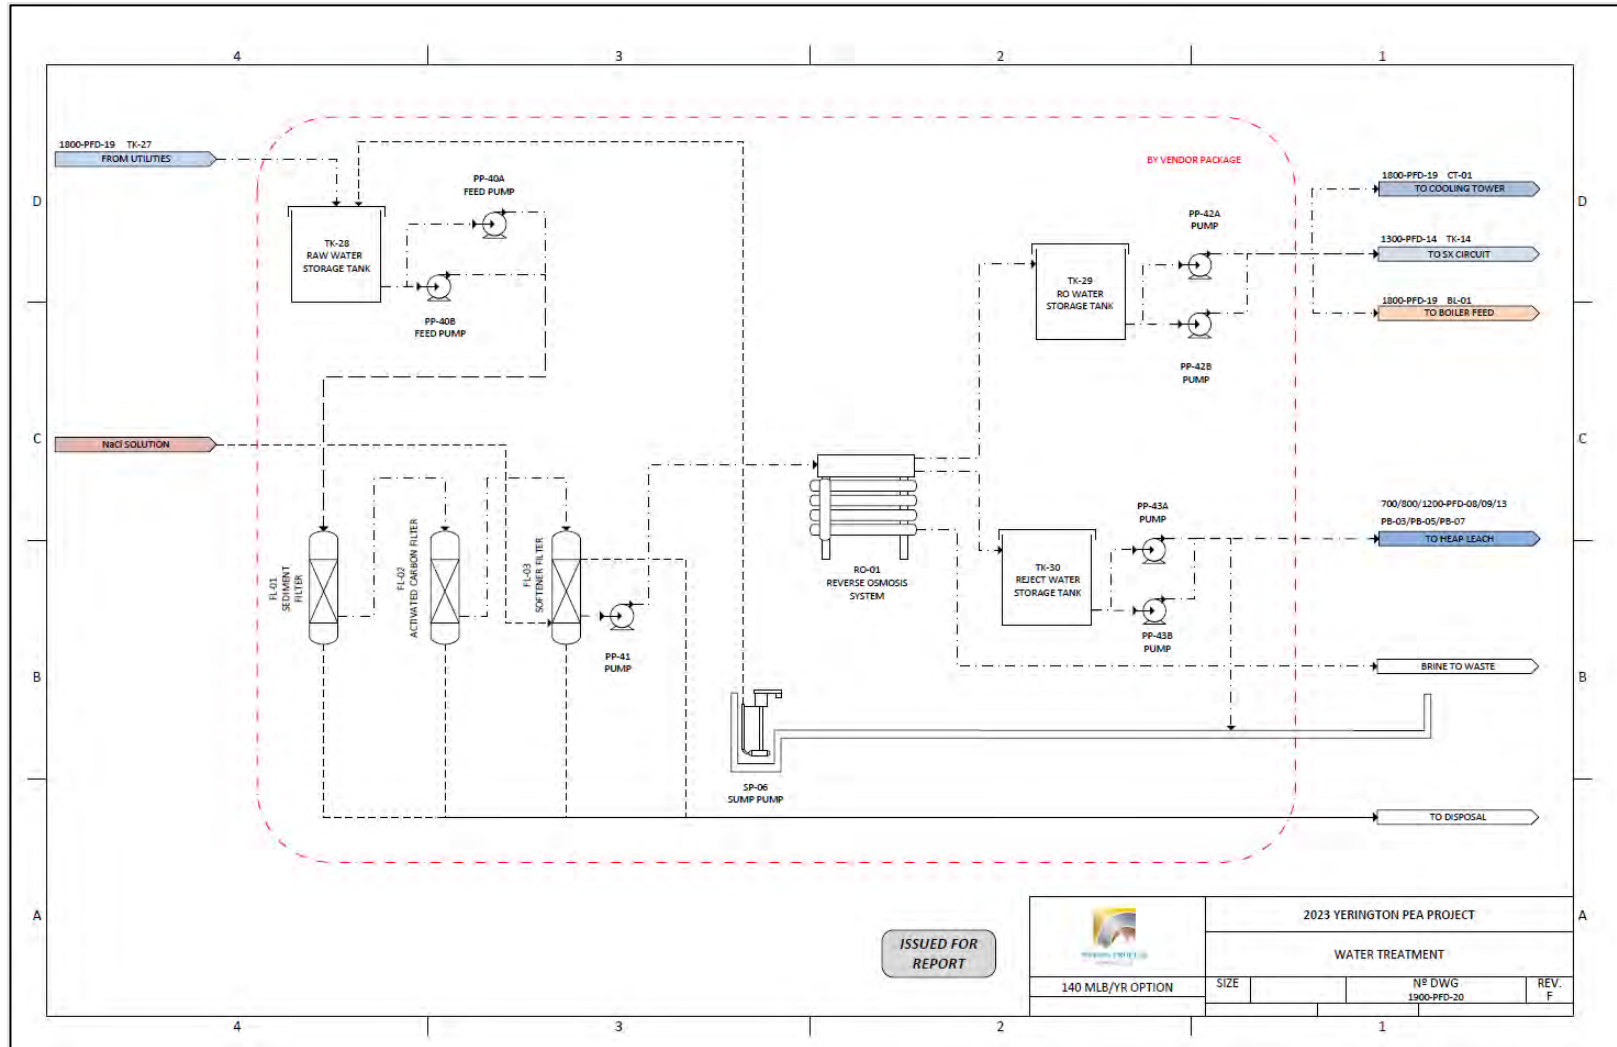 4
3
2
1
D
C
B
A
D
C
B
A
4
3
2
1
1800-PFD-19 TK-27
FROM UTILITIES
NaCl SOLUTION
BY VENDOR PACKAGE
TK-28
RAW WATER
STORAGE TANK
PP-40A
FEED PUMP
PP-40B
FEED PUMP
FL-01
SEDIMENT
FILTER
FL-02
ACTIVATED CARBON FILTER
FL-03
SOFTENER FILTER
PP-41
PUMP
SP-06
SUMP PUMP
RO-01
REVERSE OSMOSIS
SYSTEM
TK-29
RO WATER
STORAGE TANK
PP-42A
PUMP
PP-42B
PUMP
TK-30
REJECT WATER
STORAGE TANK
PP-43A
PUMP
PP-43B
PUMP
1800-PFD-19 CT-01
TO COOLING TOWER
1300-PFD-14 TK-14
TO SX CIRCUIT
1800-PFD-19 BL-01
TO BOILER FEED
700/800/1200-PFD-08/09/13
PB-03/PB-05/PB-07
TO HEAP LEACH
BRINE TO WASTE
TO DISPOSAL
ISSUED FOR
REPORT
2023 YERINGTON PEA PROJECT
WATER TREATMENT
140 MLB/YR OPTION
SIZE
Nº DWG
1900-PFD-20
REV.
F